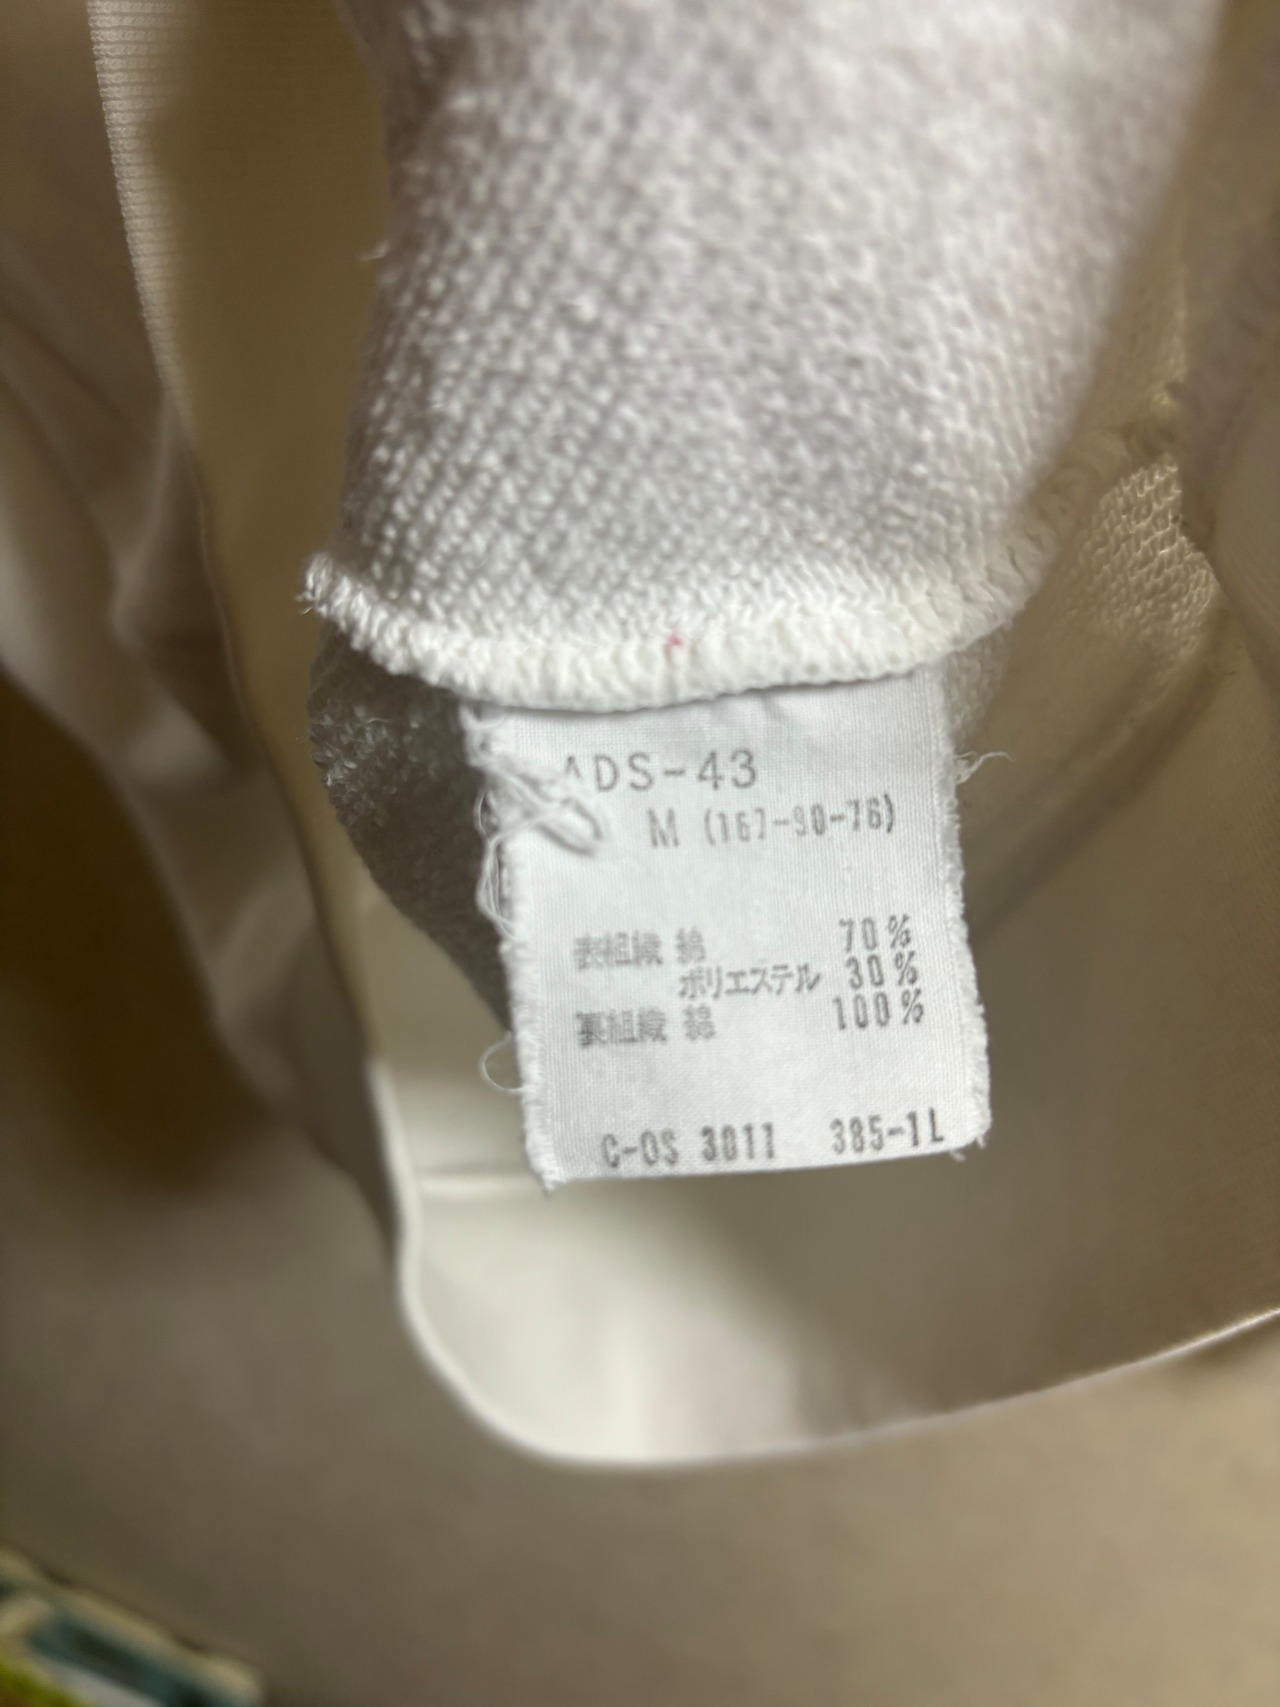 ADS-43
M (167-90-76)
表組織 綿 70%
ポリエステル 30%
裏組織 綿 100%
C-OS 3011 385-1L